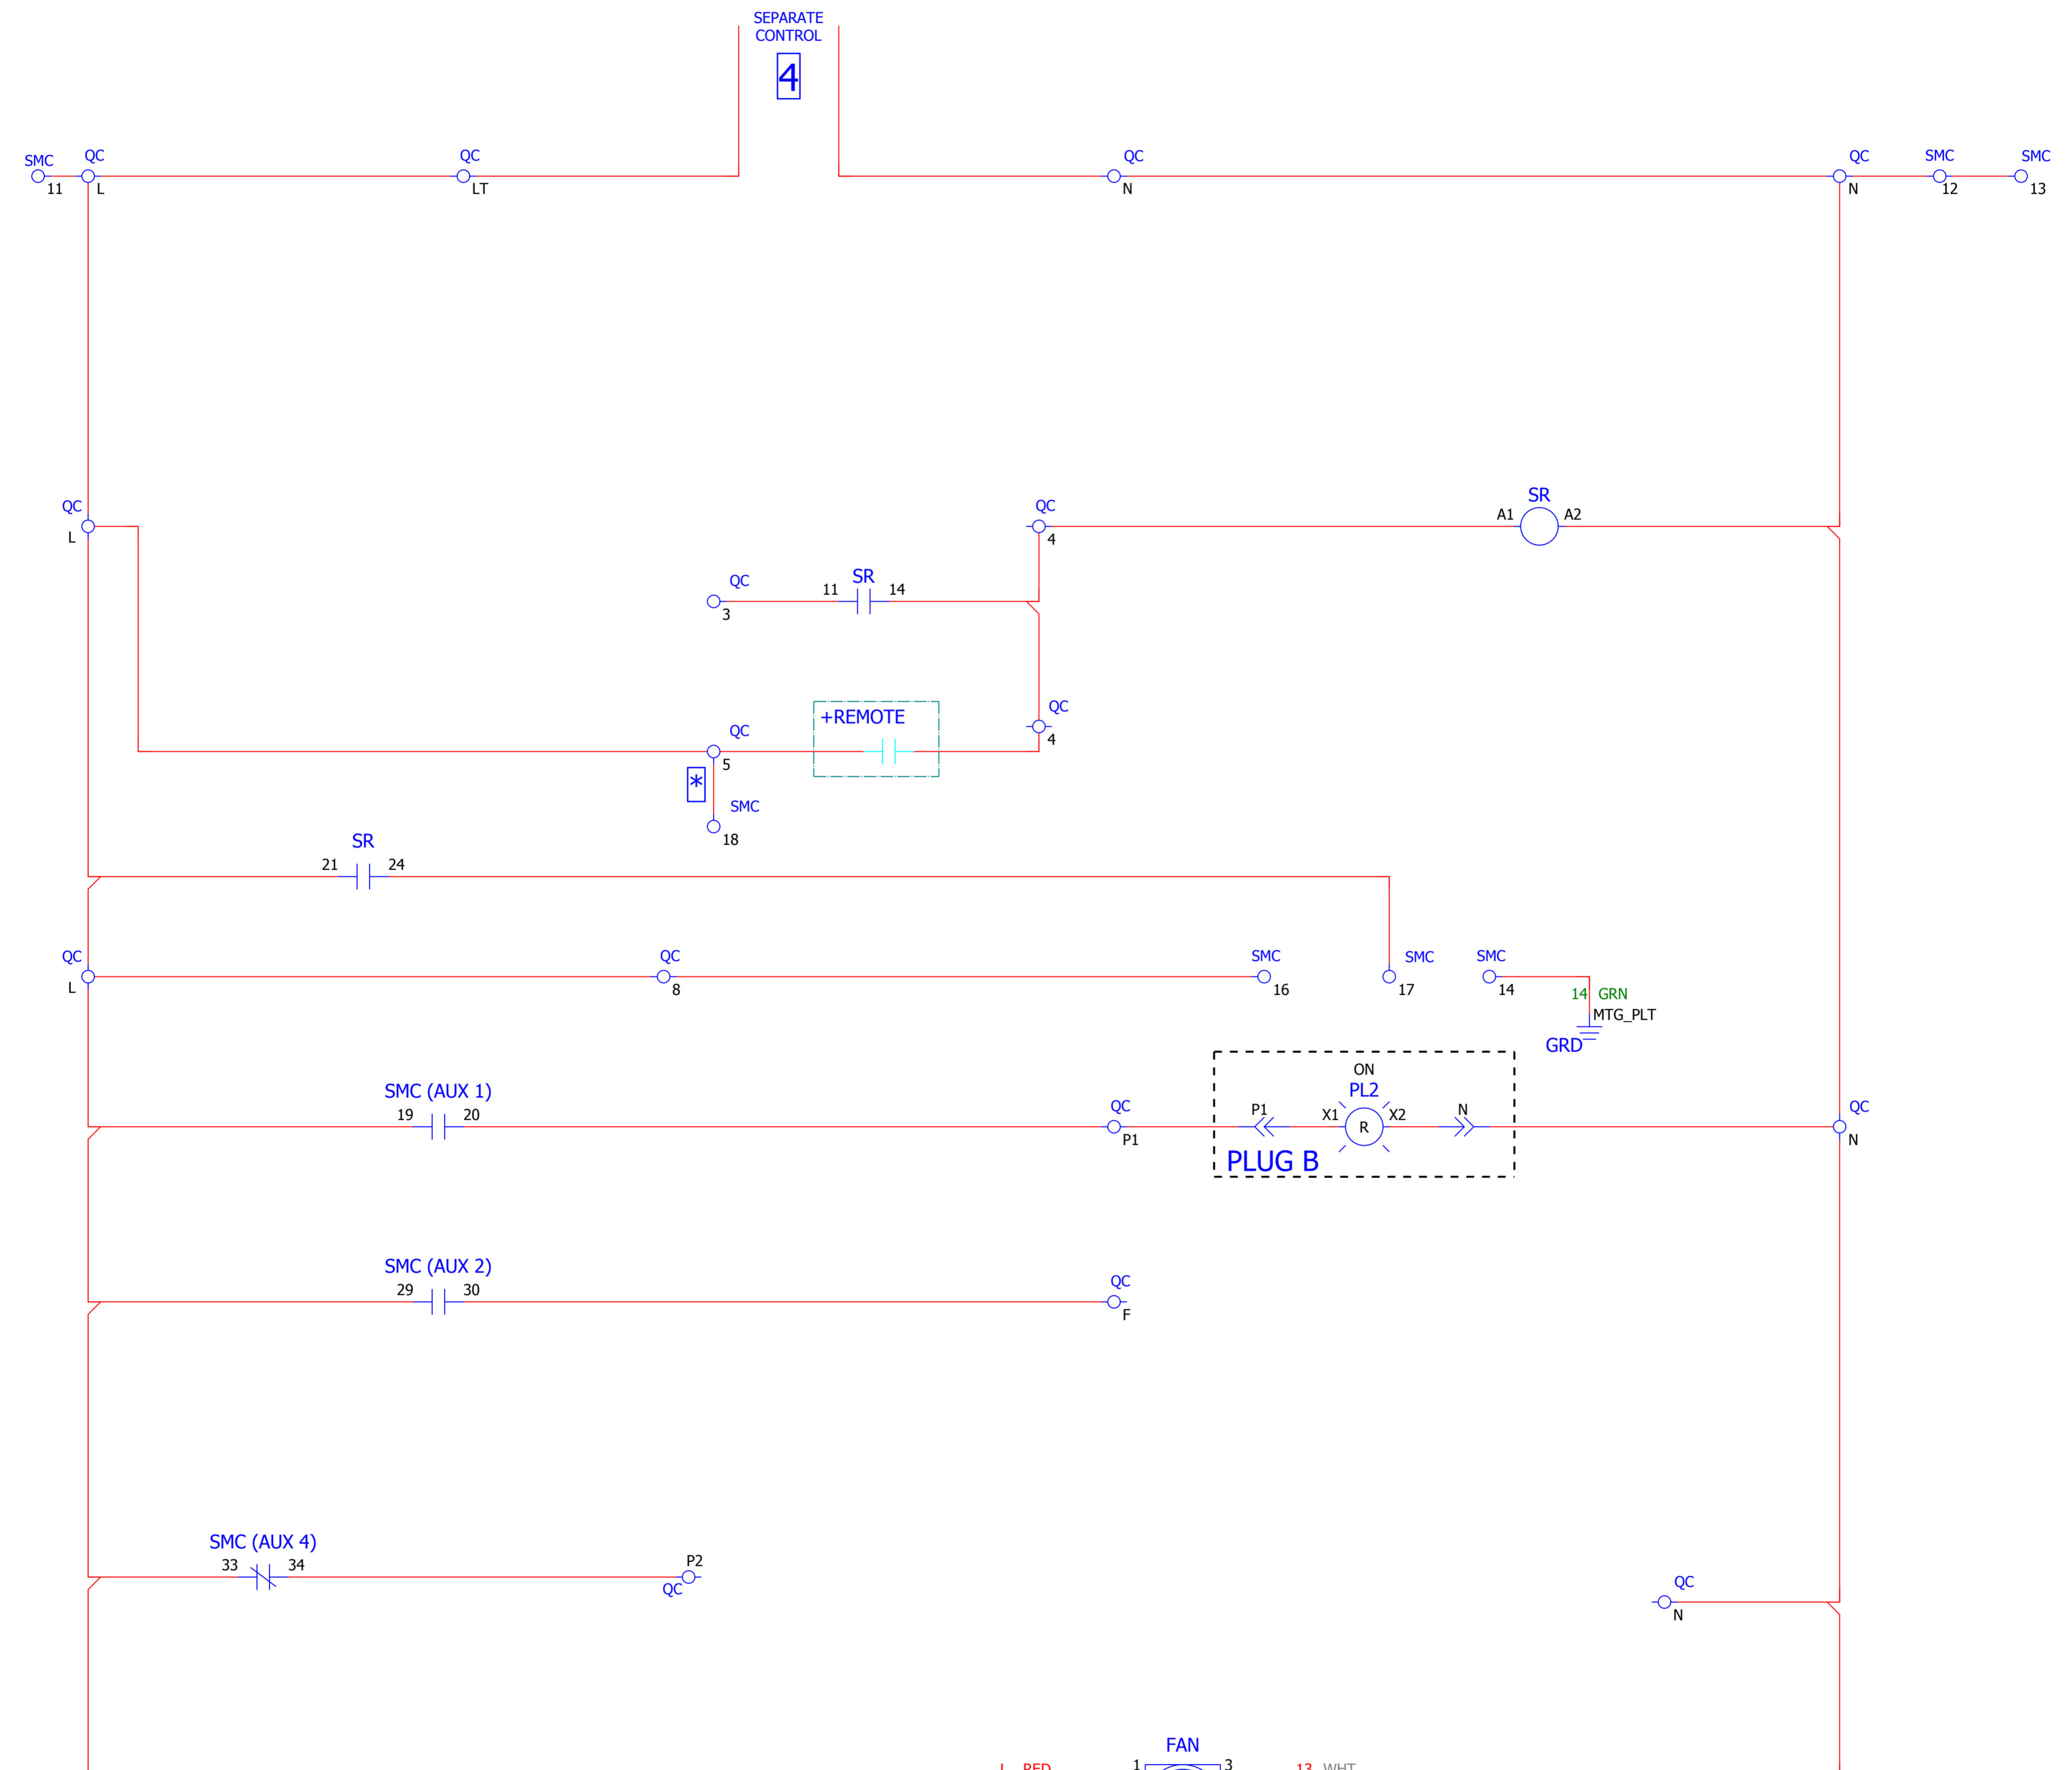 SEPARATE
CONTROL
4
SMC
QC
QC
QC
QC
SMC
SMC
11
L
LT
N
N
12
13
QC
L
QC
4
SR
A1
A2
QC
3
SR
11
14
+REMOTE
QC
4
QC
5
*
SMC
18
SR
21
24
QC
L
QC
8
SMC
16
SMC
17
SMC
14
14
GRN
MTG_PLT
GRD
SMC (AUX 1)
19
20
QC
P1
ON
PL2
P1
X1
R
X2
N
PLUG B
QC
N
SMC (AUX 2)
29
30
QC
F
SMC (AUX 4)
33
34
P2
QC
QC
N
FAN
L
RED
1
3
13
WHT